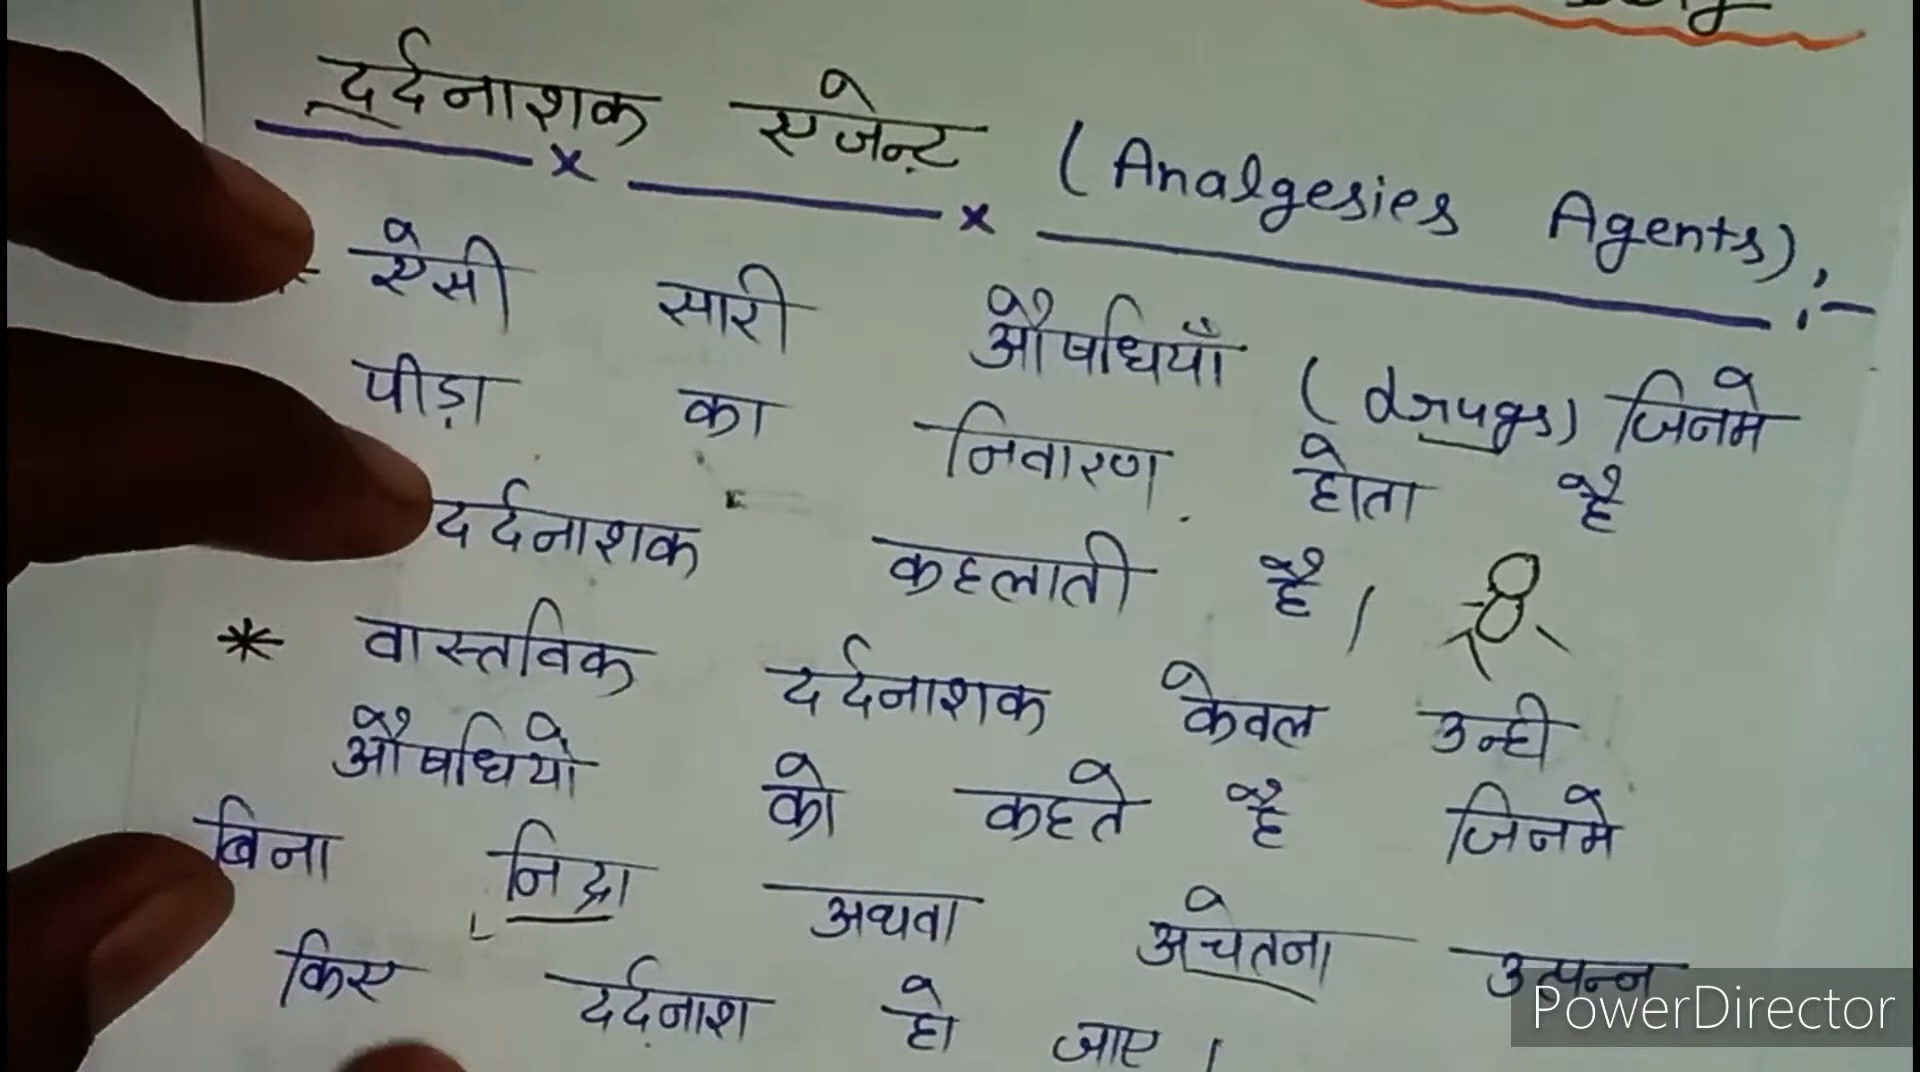 दर्दनाशक एजेन्ट (Analgesies Agents) :-
* ऐसी सारी औषधियाँ (drugs) जिनमे
पीड़ा का निवारण होता है
दर्दनाशक कहलाती है।
* वास्तविक दर्दनाशक केवल उन्ही
औषधियो को कहते है जिनमे
बिना निद्रा अथवा अचेतना उत्पन्न
किए दर्दनाश हो जाए।
PowerDirector